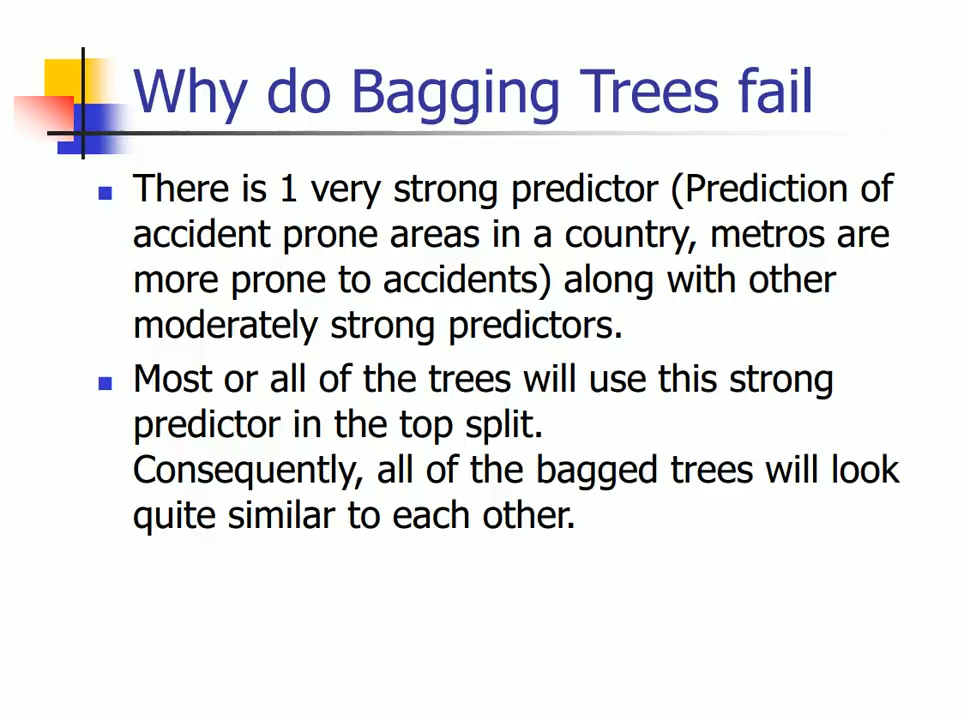 Why do Bagging Trees fail
There is 1 very strong predictor (Prediction of
accident prone areas in a country, metros are
more prone to accidents) along with other
moderately strong predictors.
Most or all of the trees will use this strong
predictor in the top split.
Consequently, all of the bagged trees will look
quite similar to each other.